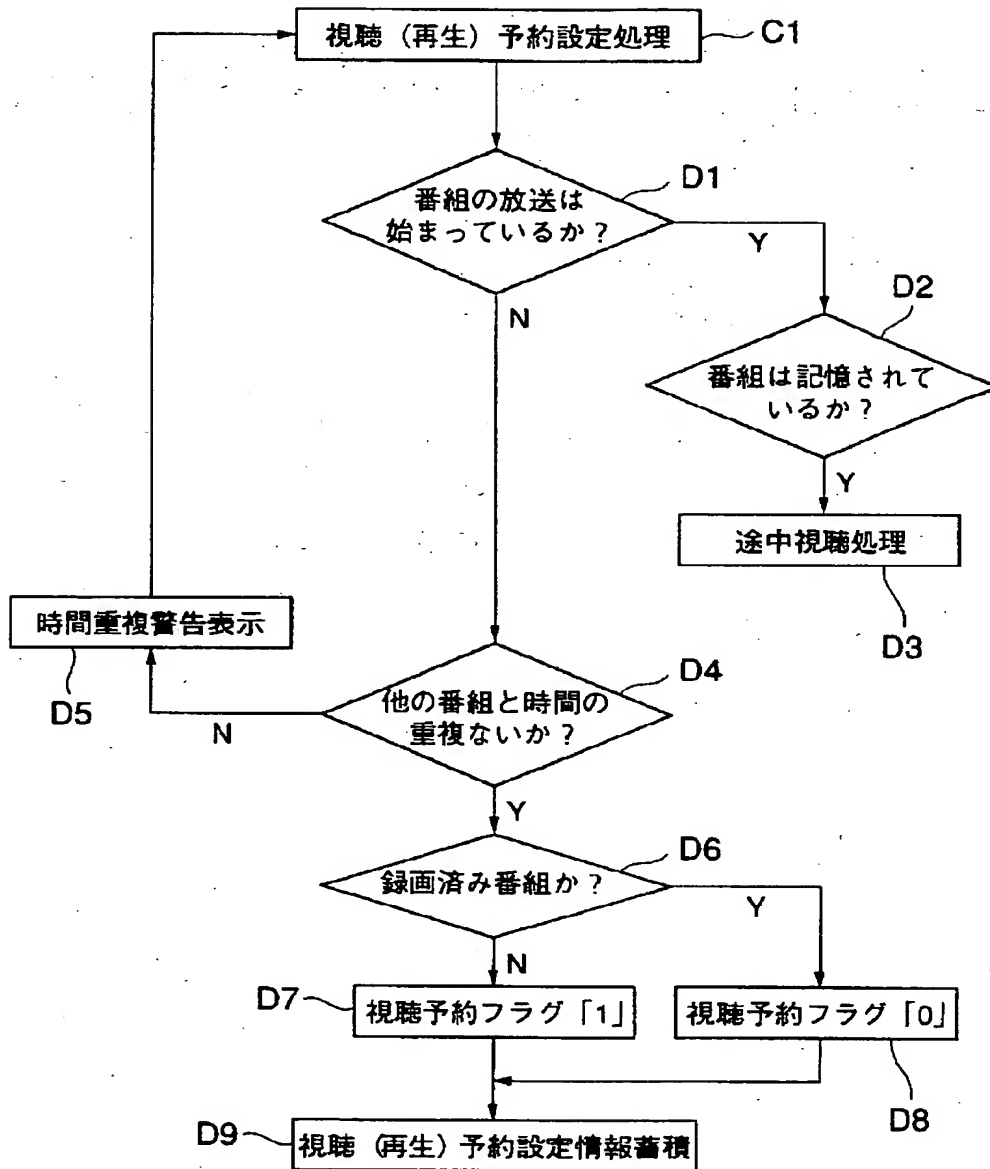 視聴（再生）予約設定処理
C1
番組の放送は
始まっているか？
D1
Y
N
D2
番組は記憶されて
いるか？
Y
途中視聴処理
D3
時間重複警告表示
D5
D4
他の番組と時間の
重複ないか？
N
Y
D6
録画済み番組か？
Y
N
D7
視聴予約フラグ「1」
視聴予約フラグ「0」
D8
D9
視聴（再生）予約設定情報蓄積